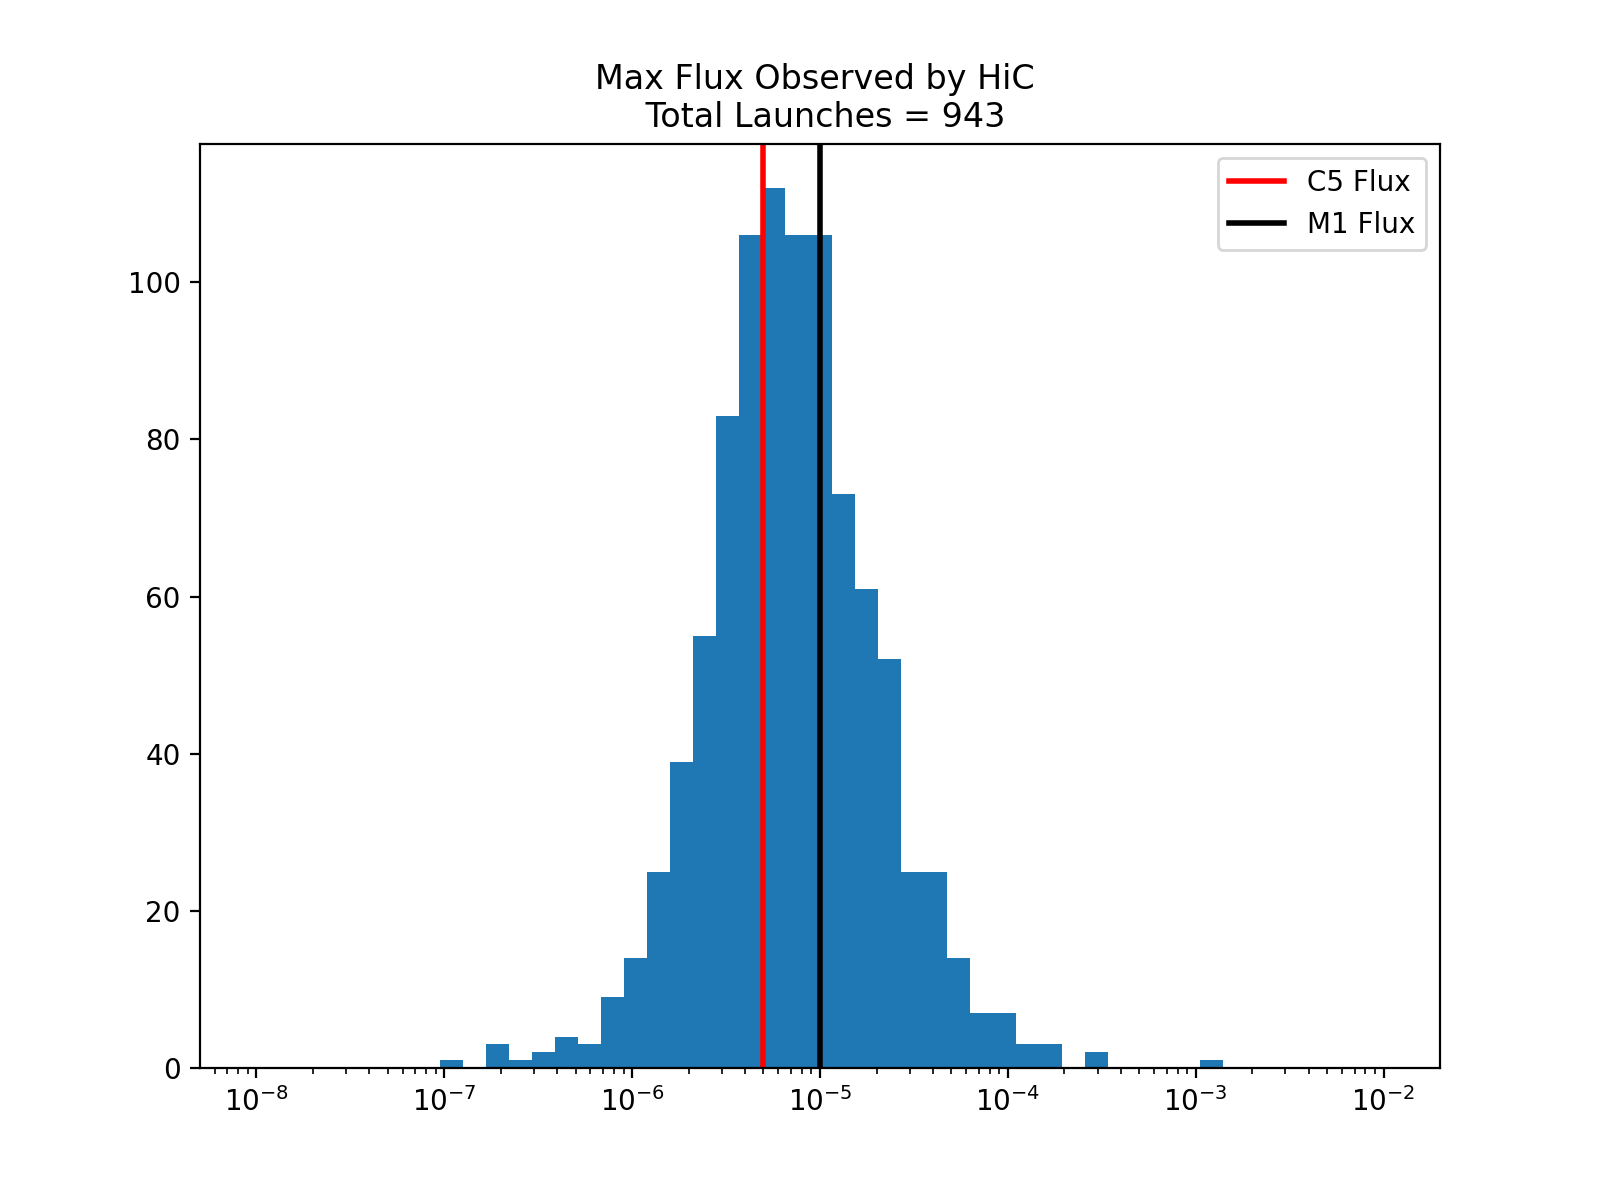 Max Flux Observed by HiC
Total Launches = 943
C5 Flux
M1 Flux
100
80
60
40
20
0
10⁻⁸ 10⁻⁷ 10⁻⁶ 10⁻⁵ 10⁻⁴ 10⁻³ 10⁻²